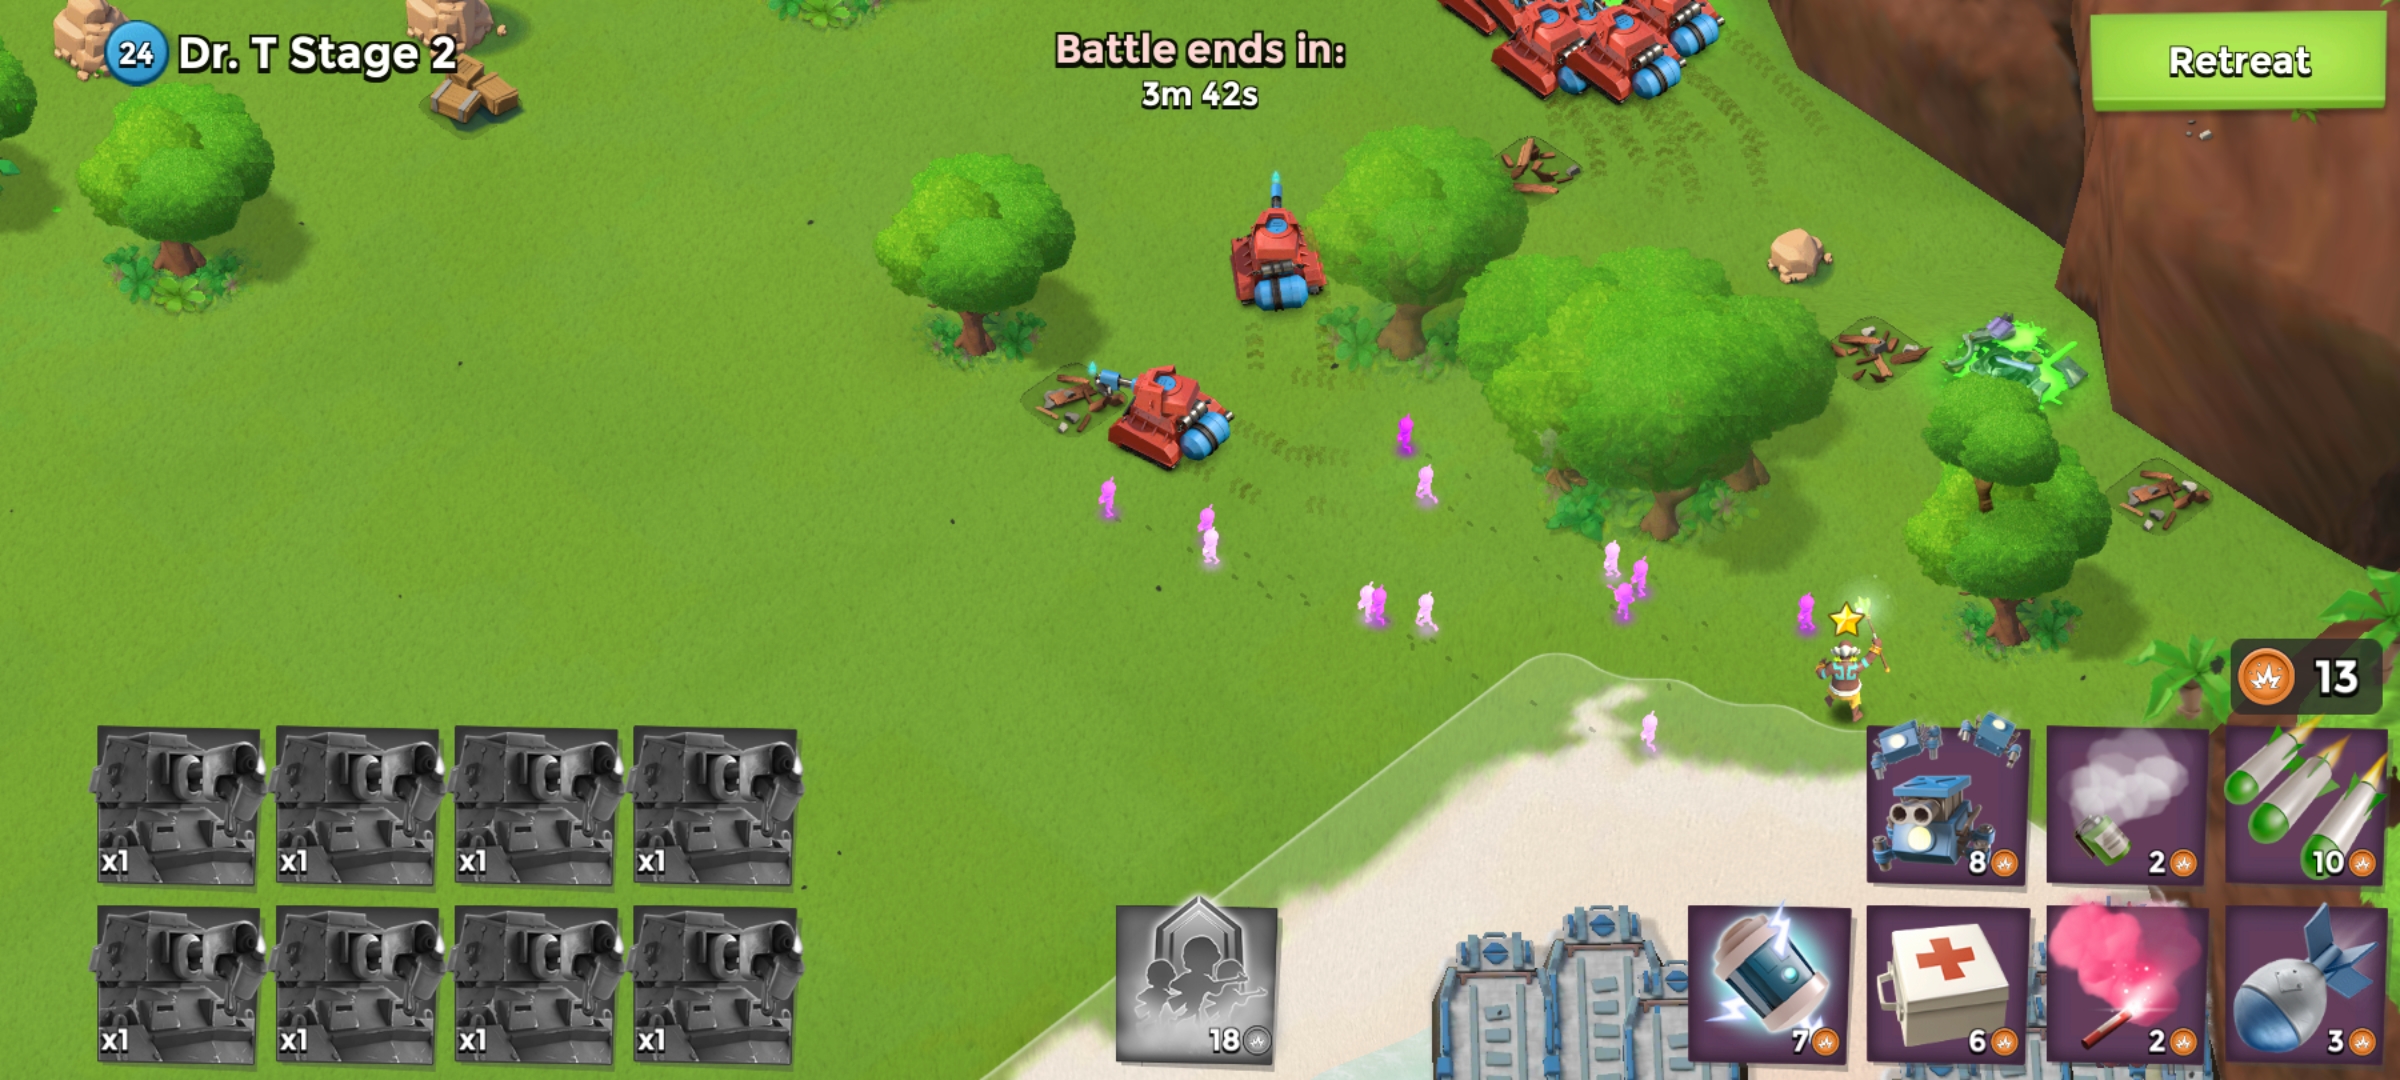 24 Dr. T Stage 2
Battle ends in:
3m 42s
Retreat
13
x1 x1 x1 x1
8 2 10
x1 x1 x1 x1
18 7 6 2 3